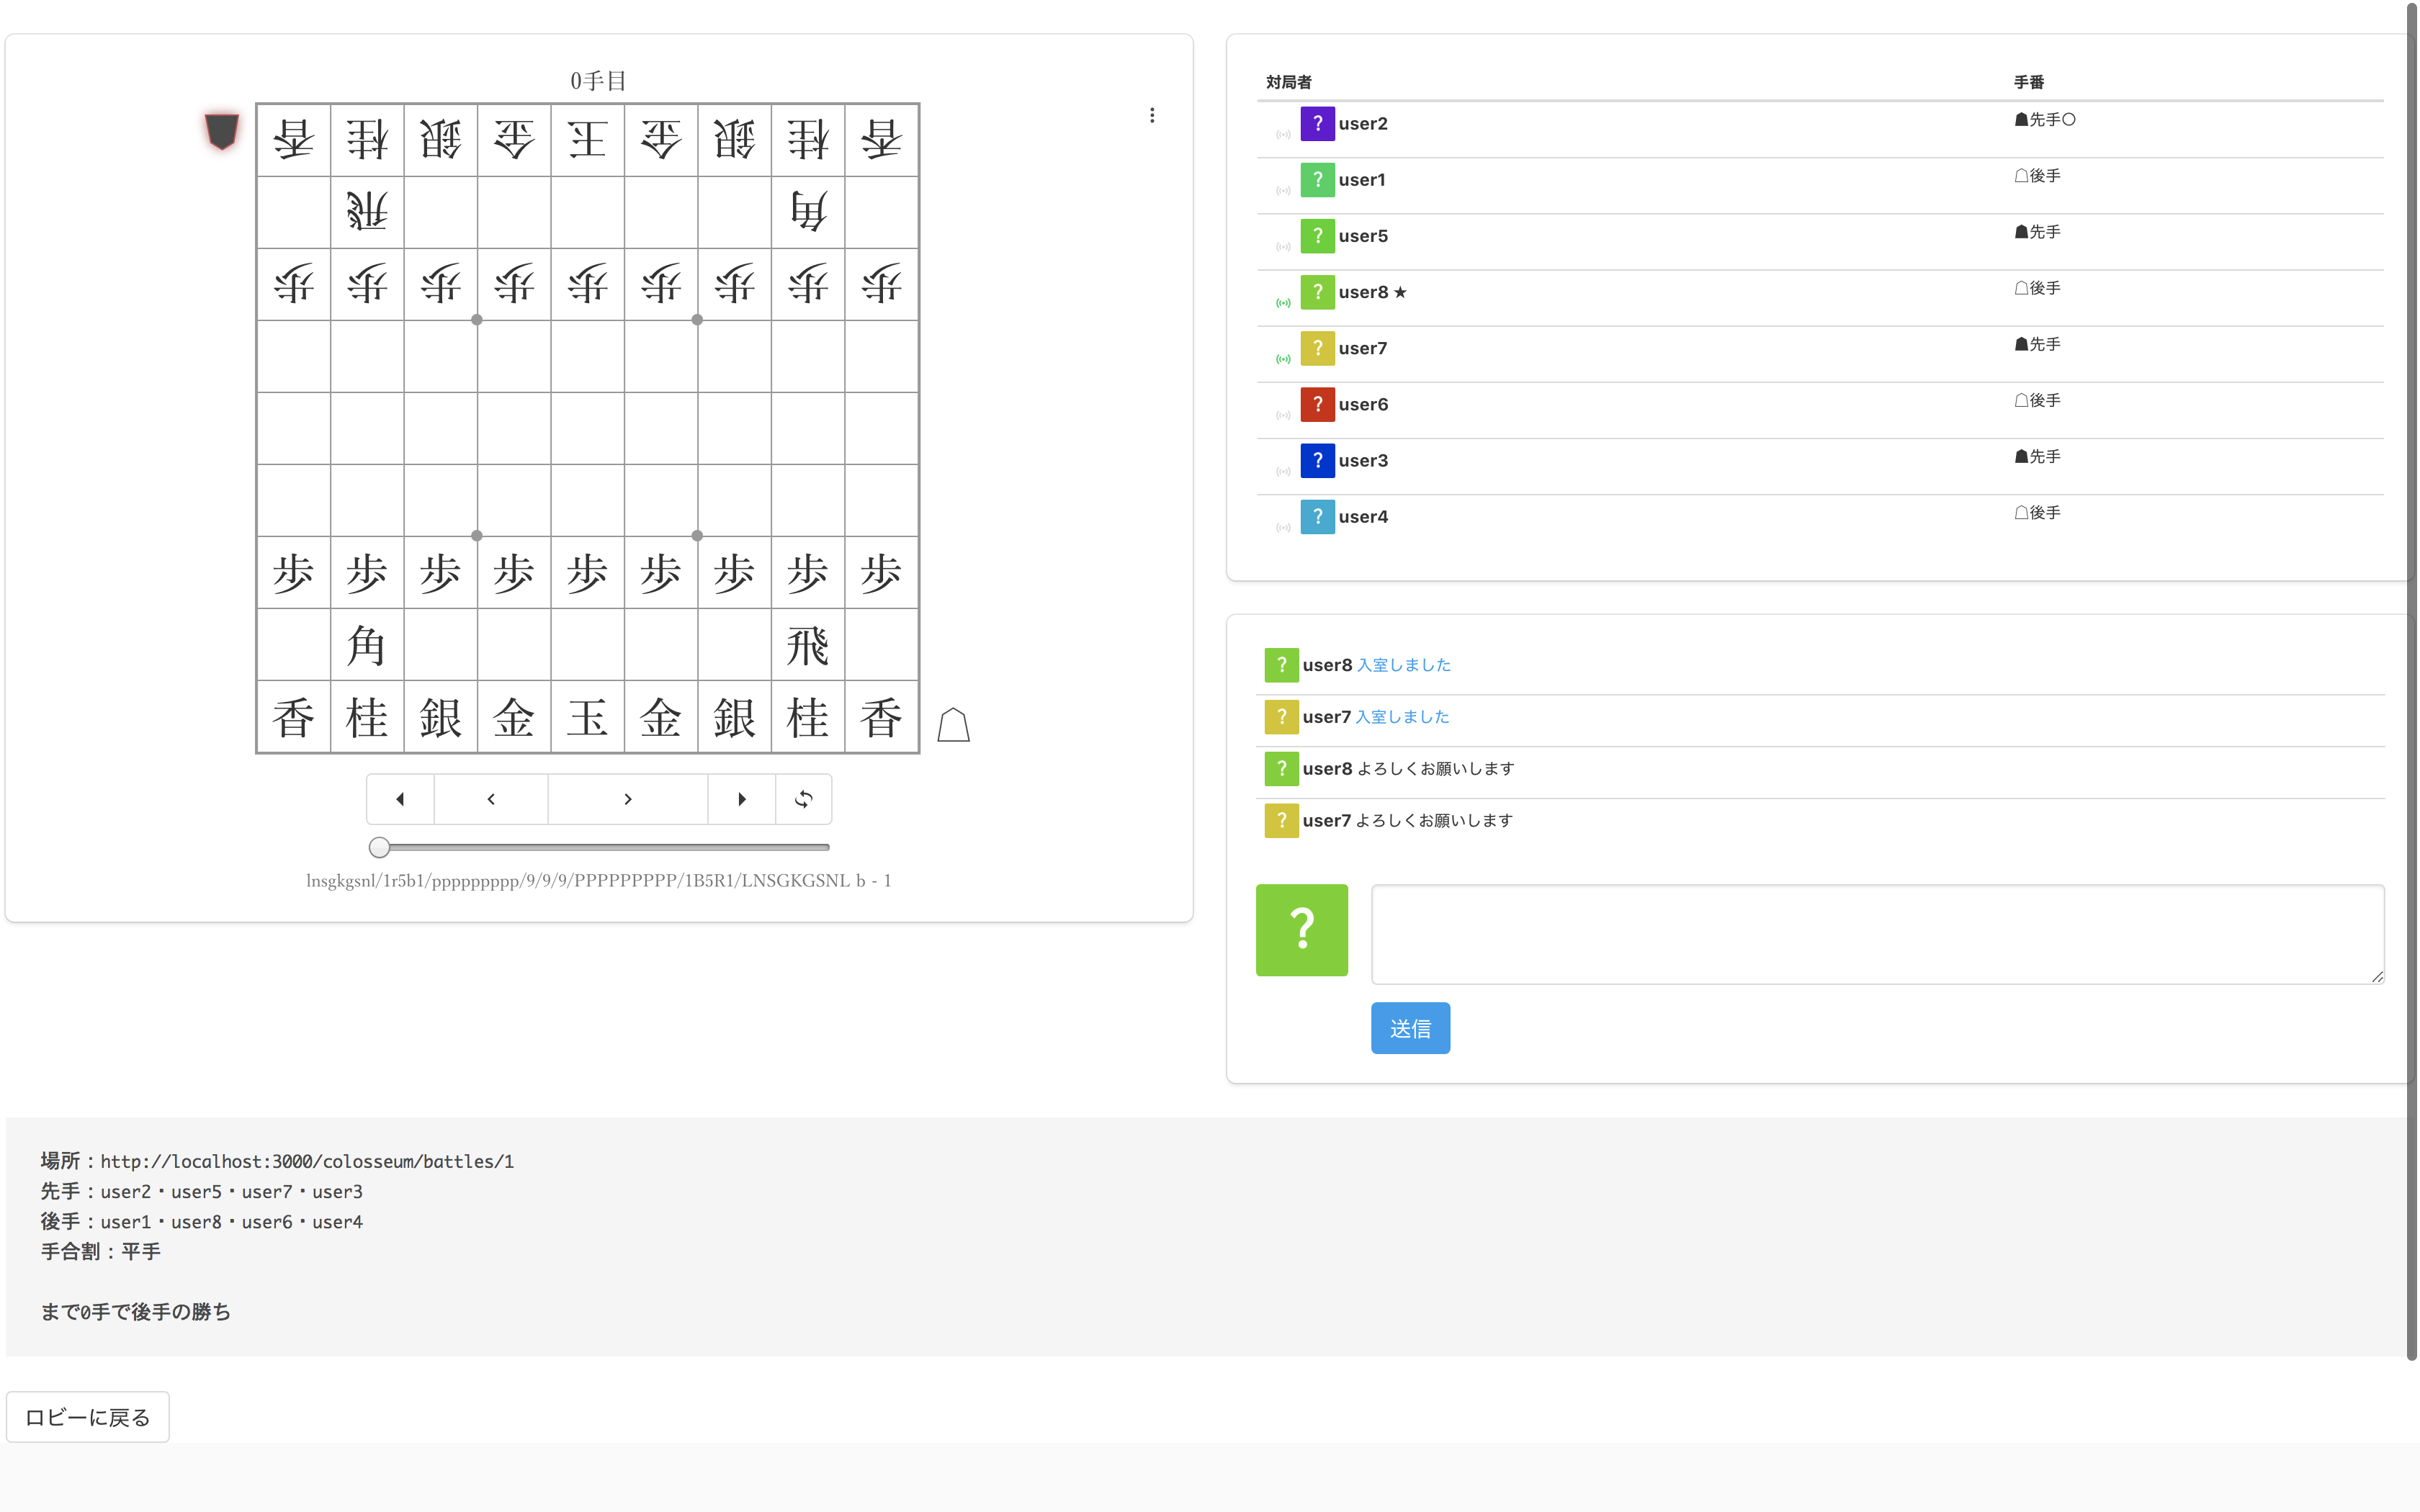 0手目
香桂銀金王金銀桂香
飛角
歩歩歩歩歩歩歩歩歩
歩歩歩歩歩歩歩歩歩
角飛
香桂銀金玉金銀桂香
lnsgkgsnl/1r5b1/ppppppppp/9/9/9/PPPPPPPPP/1B5R1/LNSGKGSNL b - 1
対局者 手番
? user2 ☗先手○
? user1 ☖後手
? user5 ☗先手
? user8 ★ ☖後手
? user7 ☗先手
? user6 ☖後手
? user3 ☗先手
? user4 ☖後手
? user8 入室しました
? user7 入室しました
? user8 よろしくお願いします
? user7 よろしくお願いします
?
送信
場所：http://localhost:3000/colosseum/battles/1
先手：user2・user5・user7・user3
後手：user1・user8・user6・user4
手合割：平手
まで0手で後手の勝ち
ロビーに戻る